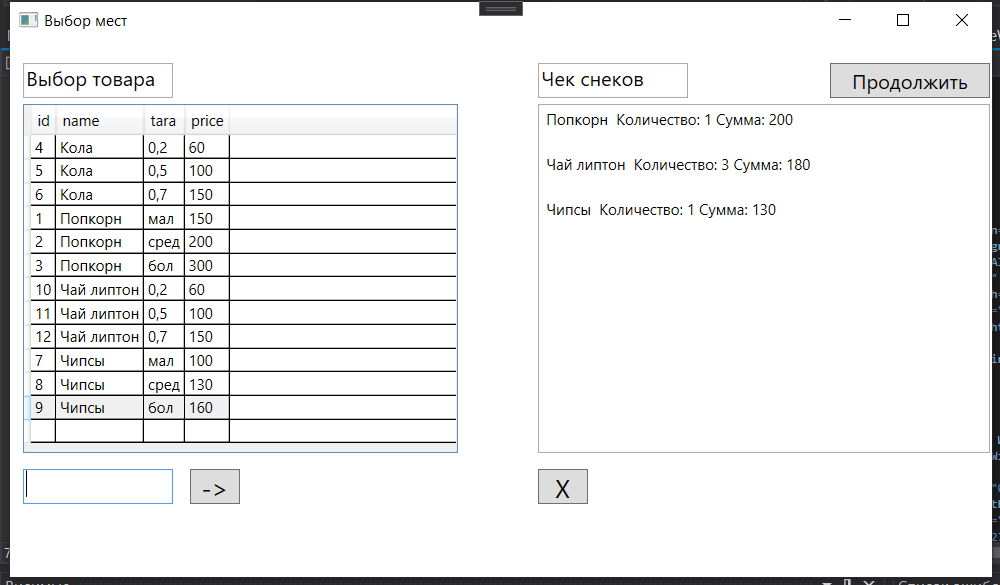 Выбор мест
Выбор товара
Чек снеков
Продолжить
id name tara price
4 Кола 0,2 60
5 Кола 0,5 100
6 Кола 0,7 150
1 Попкорн мал 150
2 Попкорн сред 200
3 Попкорн бол 300
10 Чай липтон 0,2 60
11 Чай липтон 0,5 100
12 Чай липтон 0,7 150
7 Чипсы мал 100
8 Чипсы сред 130
9 Чипсы бол 160
Попкорн Количество: 1 Сумма: 200
Чай липтон Количество: 3 Сумма: 180
Чипсы Количество: 1 Сумма: 130
->
X